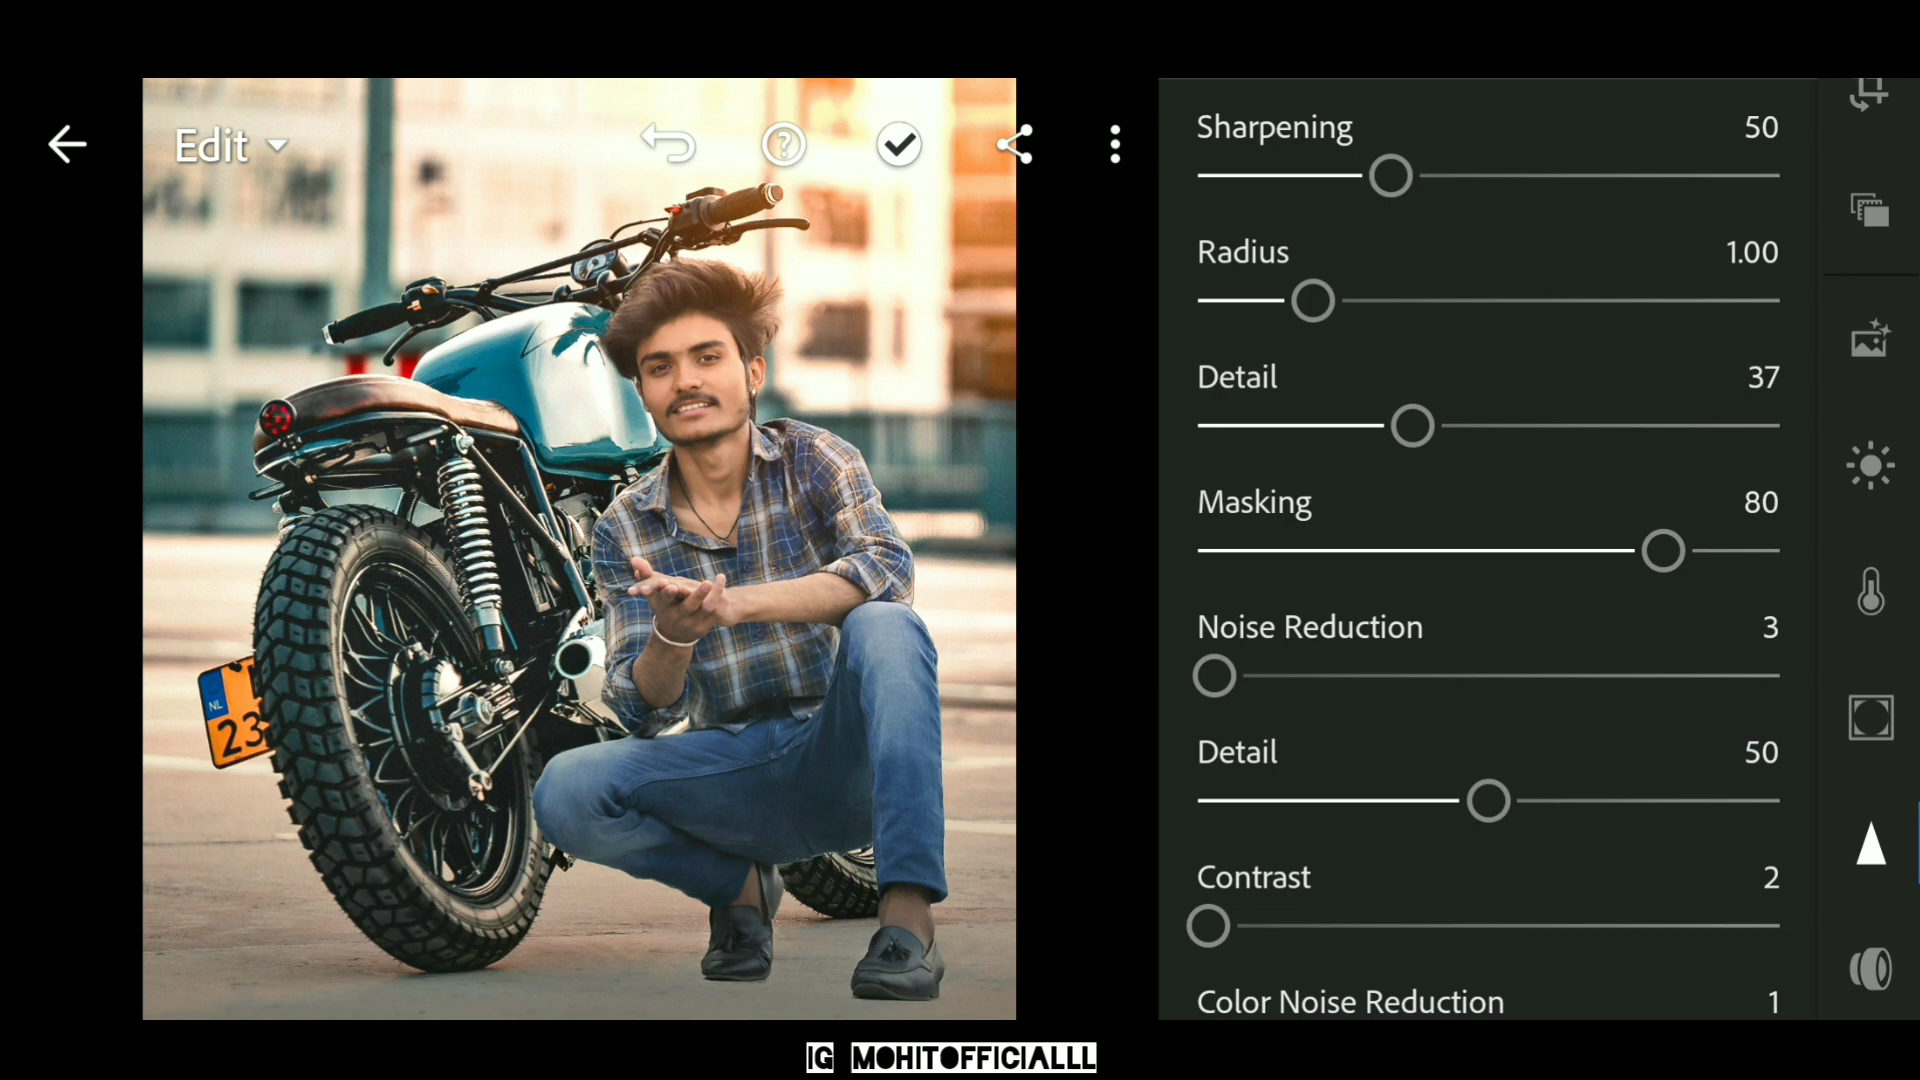 Edit
Sharpening 50
Radius 1.00
Detail 37
Masking 80
Noise Reduction 3
Detail 50
Contrast 2
Color Noise Reduction 1
NL
23
IG MOHITOFFICIALLL